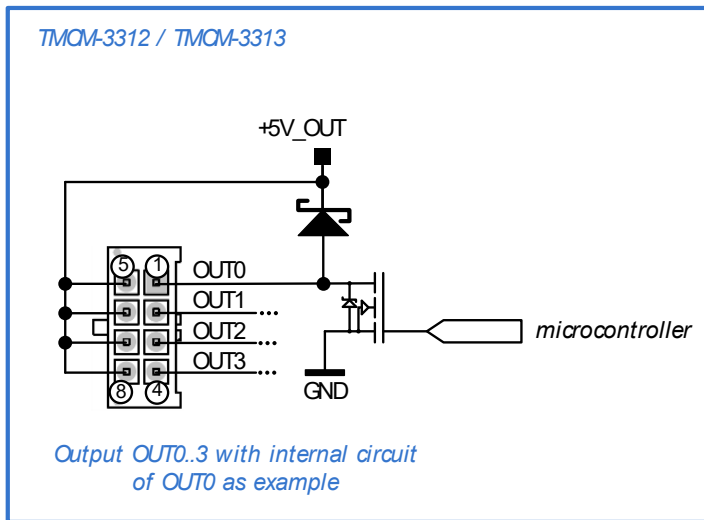 TMCM-3312 / TMCM-3313
+5V_OUT
5 1 OUT0
OUT1
OUT2
OUT3
8 4
GND
microcontroller
Output OUT0..3 with internal circuit
of OUT0 as example